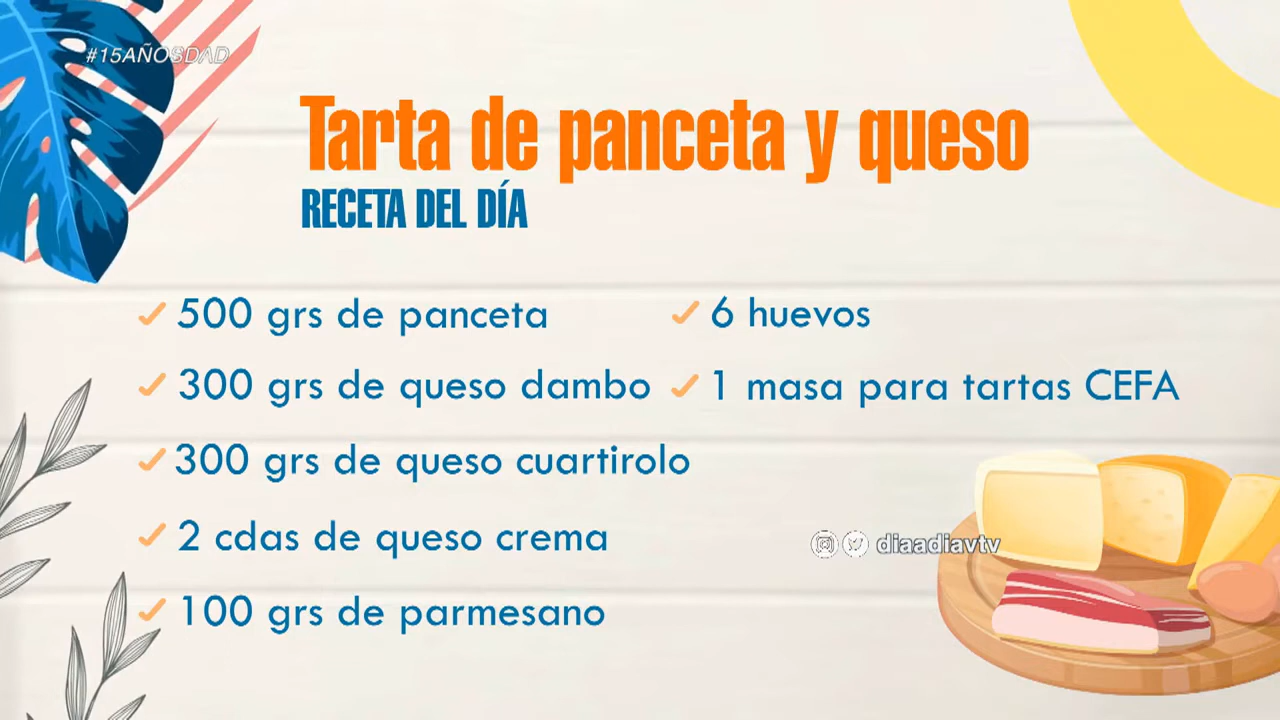 #15AÑOSDAD
Tarta de panceta y queso
RECETA DEL DÍA
500 grs de panceta
300 grs de queso dambo
300 grs de queso cuartirolo
2 cdas de queso crema
100 grs de parmesano
6 huevos
1 masa para tartas CEFA
diaadiavtv